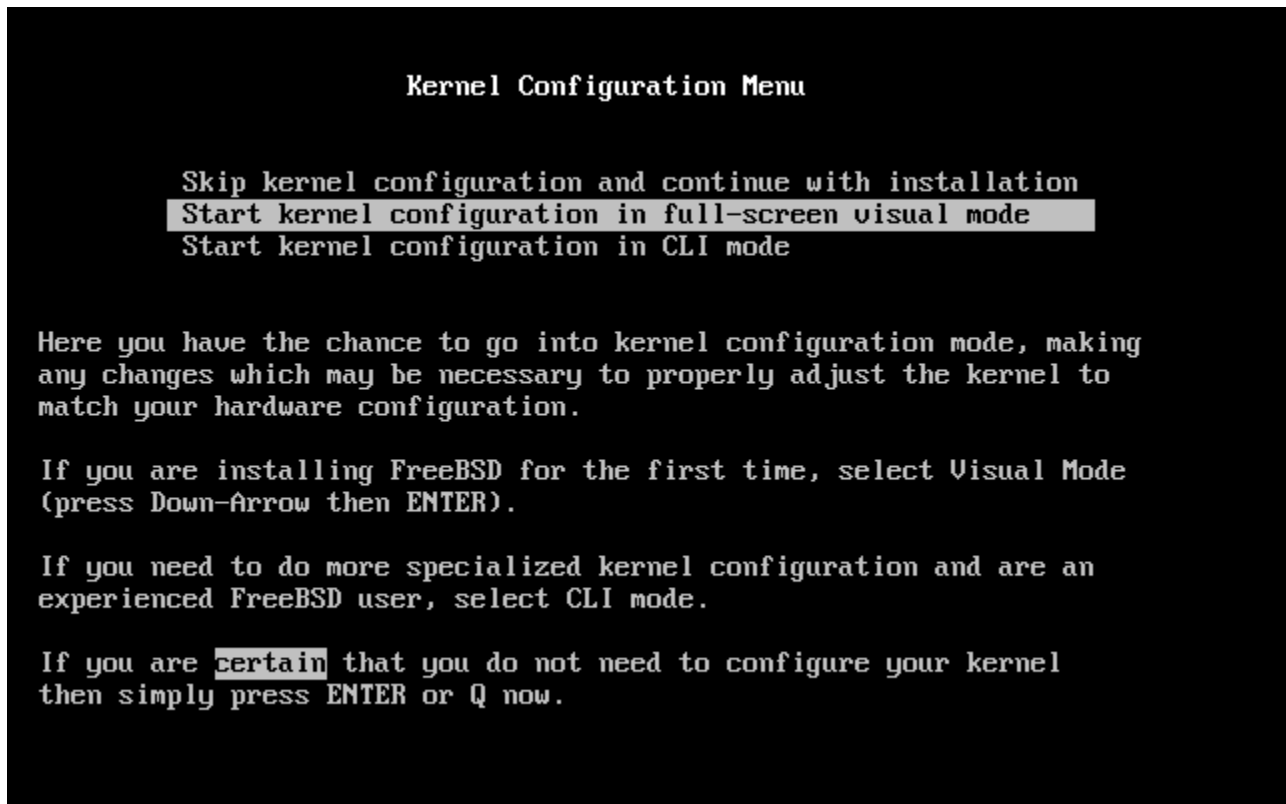 Kernel Configuration Menu
Skip kernel configuration and continue with installation
Start kernel configuration in full-screen visual mode
Start kernel configuration in CLI mode
Here you have the chance to go into kernel configuration mode, making
any changes which may be necessary to properly adjust the kernel to
match your hardware configuration.
If you are installing FreeBSD for the first time, select Visual Mode
(press Down-Arrow then ENTER).
If you need to do more specialized kernel configuration and are an
experienced FreeBSD user, select CLI mode.
If you are certain that you do not need to configure your kernel
then simply press ENTER or Q now.